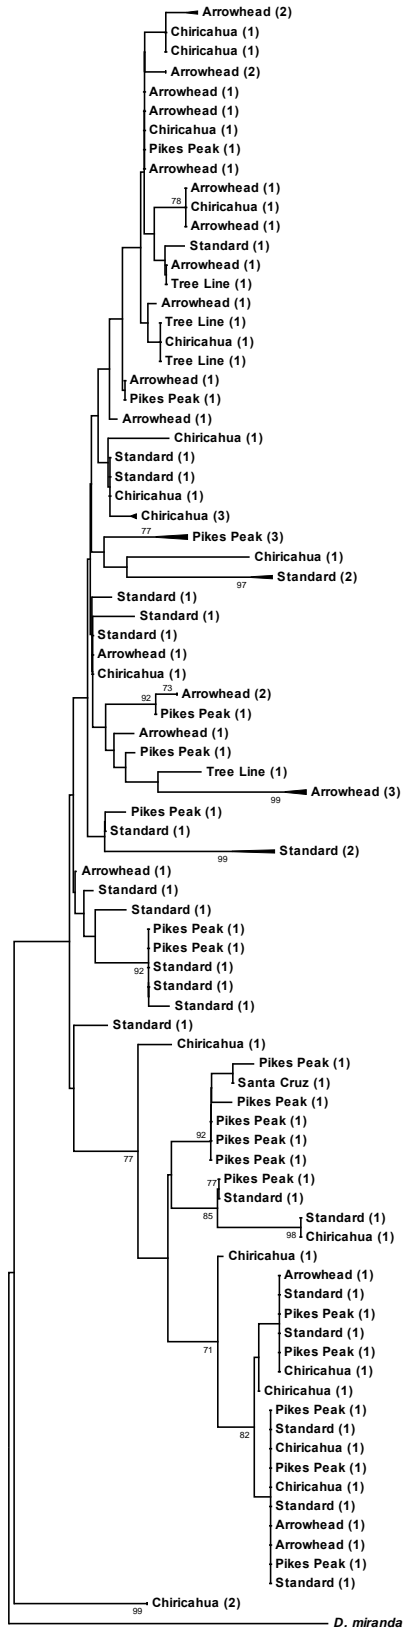 Arrowhead (2)
Chiricahua (1)
Chiricahua (1)
Arrowhead (2)
Arrowhead (1)
Arrowhead (1)
Chiricahua (1)
Pikes Peak (1)
Arrowhead (1)
Arrowhead (1)
78
Chiricahua (1)
Arrowhead (1)
Standard (1)
Arrowhead (1)
Tree Line (1)
Arrowhead (1)
Tree Line (1)
Chiricahua (1)
Tree Line (1)
Arrowhead (1)
Pikes Peak (1)
Arrowhead (1)
Chiricahua (1)
Standard (1)
Standard (1)
Chiricahua (1)
Chiricahua (3)
77
Pikes Peak (3)
Chiricahua (1)
97
Standard (2)
Standard (1)
Standard (1)
Standard (1)
Arrowhead (1)
Chiricahua (1)
92
73
Arrowhead (2)
Pikes Peak (1)
Arrowhead (1)
Pikes Peak (1)
Tree Line (1)
99
Arrowhead (3)
Pikes Peak (1)
Standard (1)
99
Standard (2)
Arrowhead (1)
Standard (1)
Standard (1)
Pikes Peak (1)
Pikes Peak (1)
92
Standard (1)
Standard (1)
Standard (1)
Standard (1)
Chiricahua (1)
Pikes Peak (1)
Santa Cruz (1)
Pikes Peak (1)
Pikes Peak (1)
92
Pikes Peak (1)
Pikes Peak (1)
77
77
Pikes Peak (1)
Standard (1)
85
Standard (1)
98
Chiricahua (1)
Chiricahua (1)
Arrowhead (1)
Standard (1)
Pikes Peak (1)
Standard (1)
71
Pikes Peak (1)
Chiricahua (1)
Chiricahua (1)
Pikes Peak (1)
82
Standard (1)
Chiricahua (1)
Pikes Peak (1)
Chiricahua (1)
Standard (1)
Arrowhead (1)
Arrowhead (1)
Pikes Peak (1)
Standard (1)
99
Chiricahua (2)
D. miranda